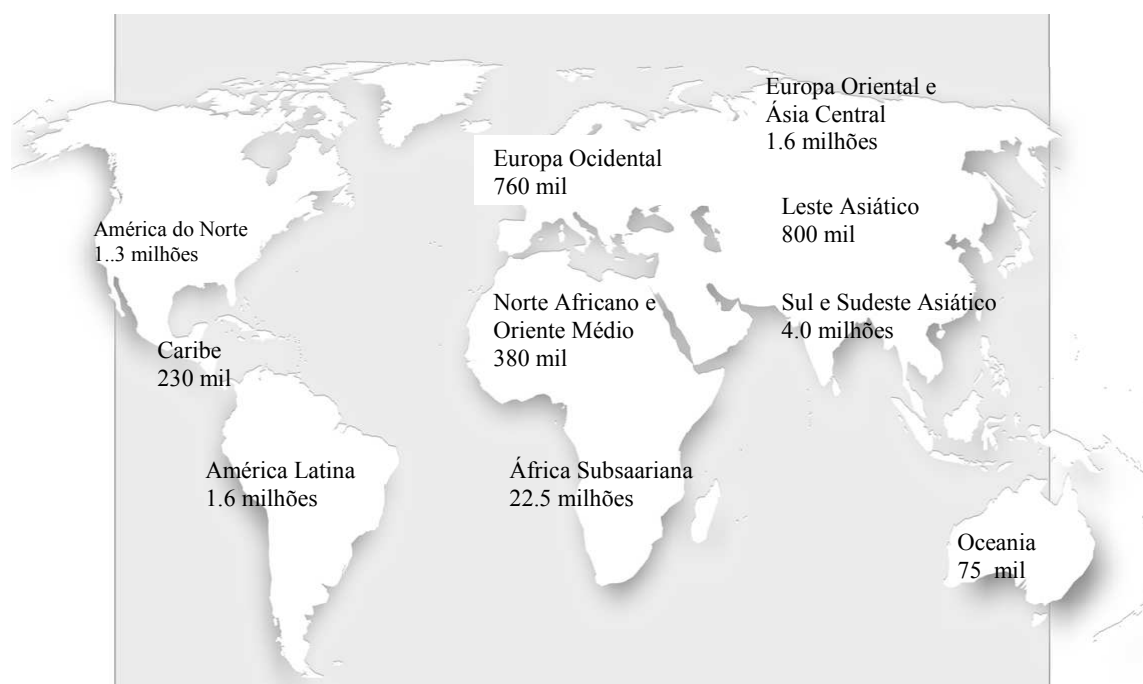 Europa Oriental e
Ásia Central
1.6 milhões
Europa Ocidental
760 mil
Leste Asiático
800 mil
América do Norte
1..3 milhões
Norte Africano e
Oriente Médio
380 mil
Sul e Sudeste Asiático
4.0 milhões
Caribe
230 mil
América Latina
1.6 milhões
África Subsaariana
22.5 milhões
Oceania
75 mil